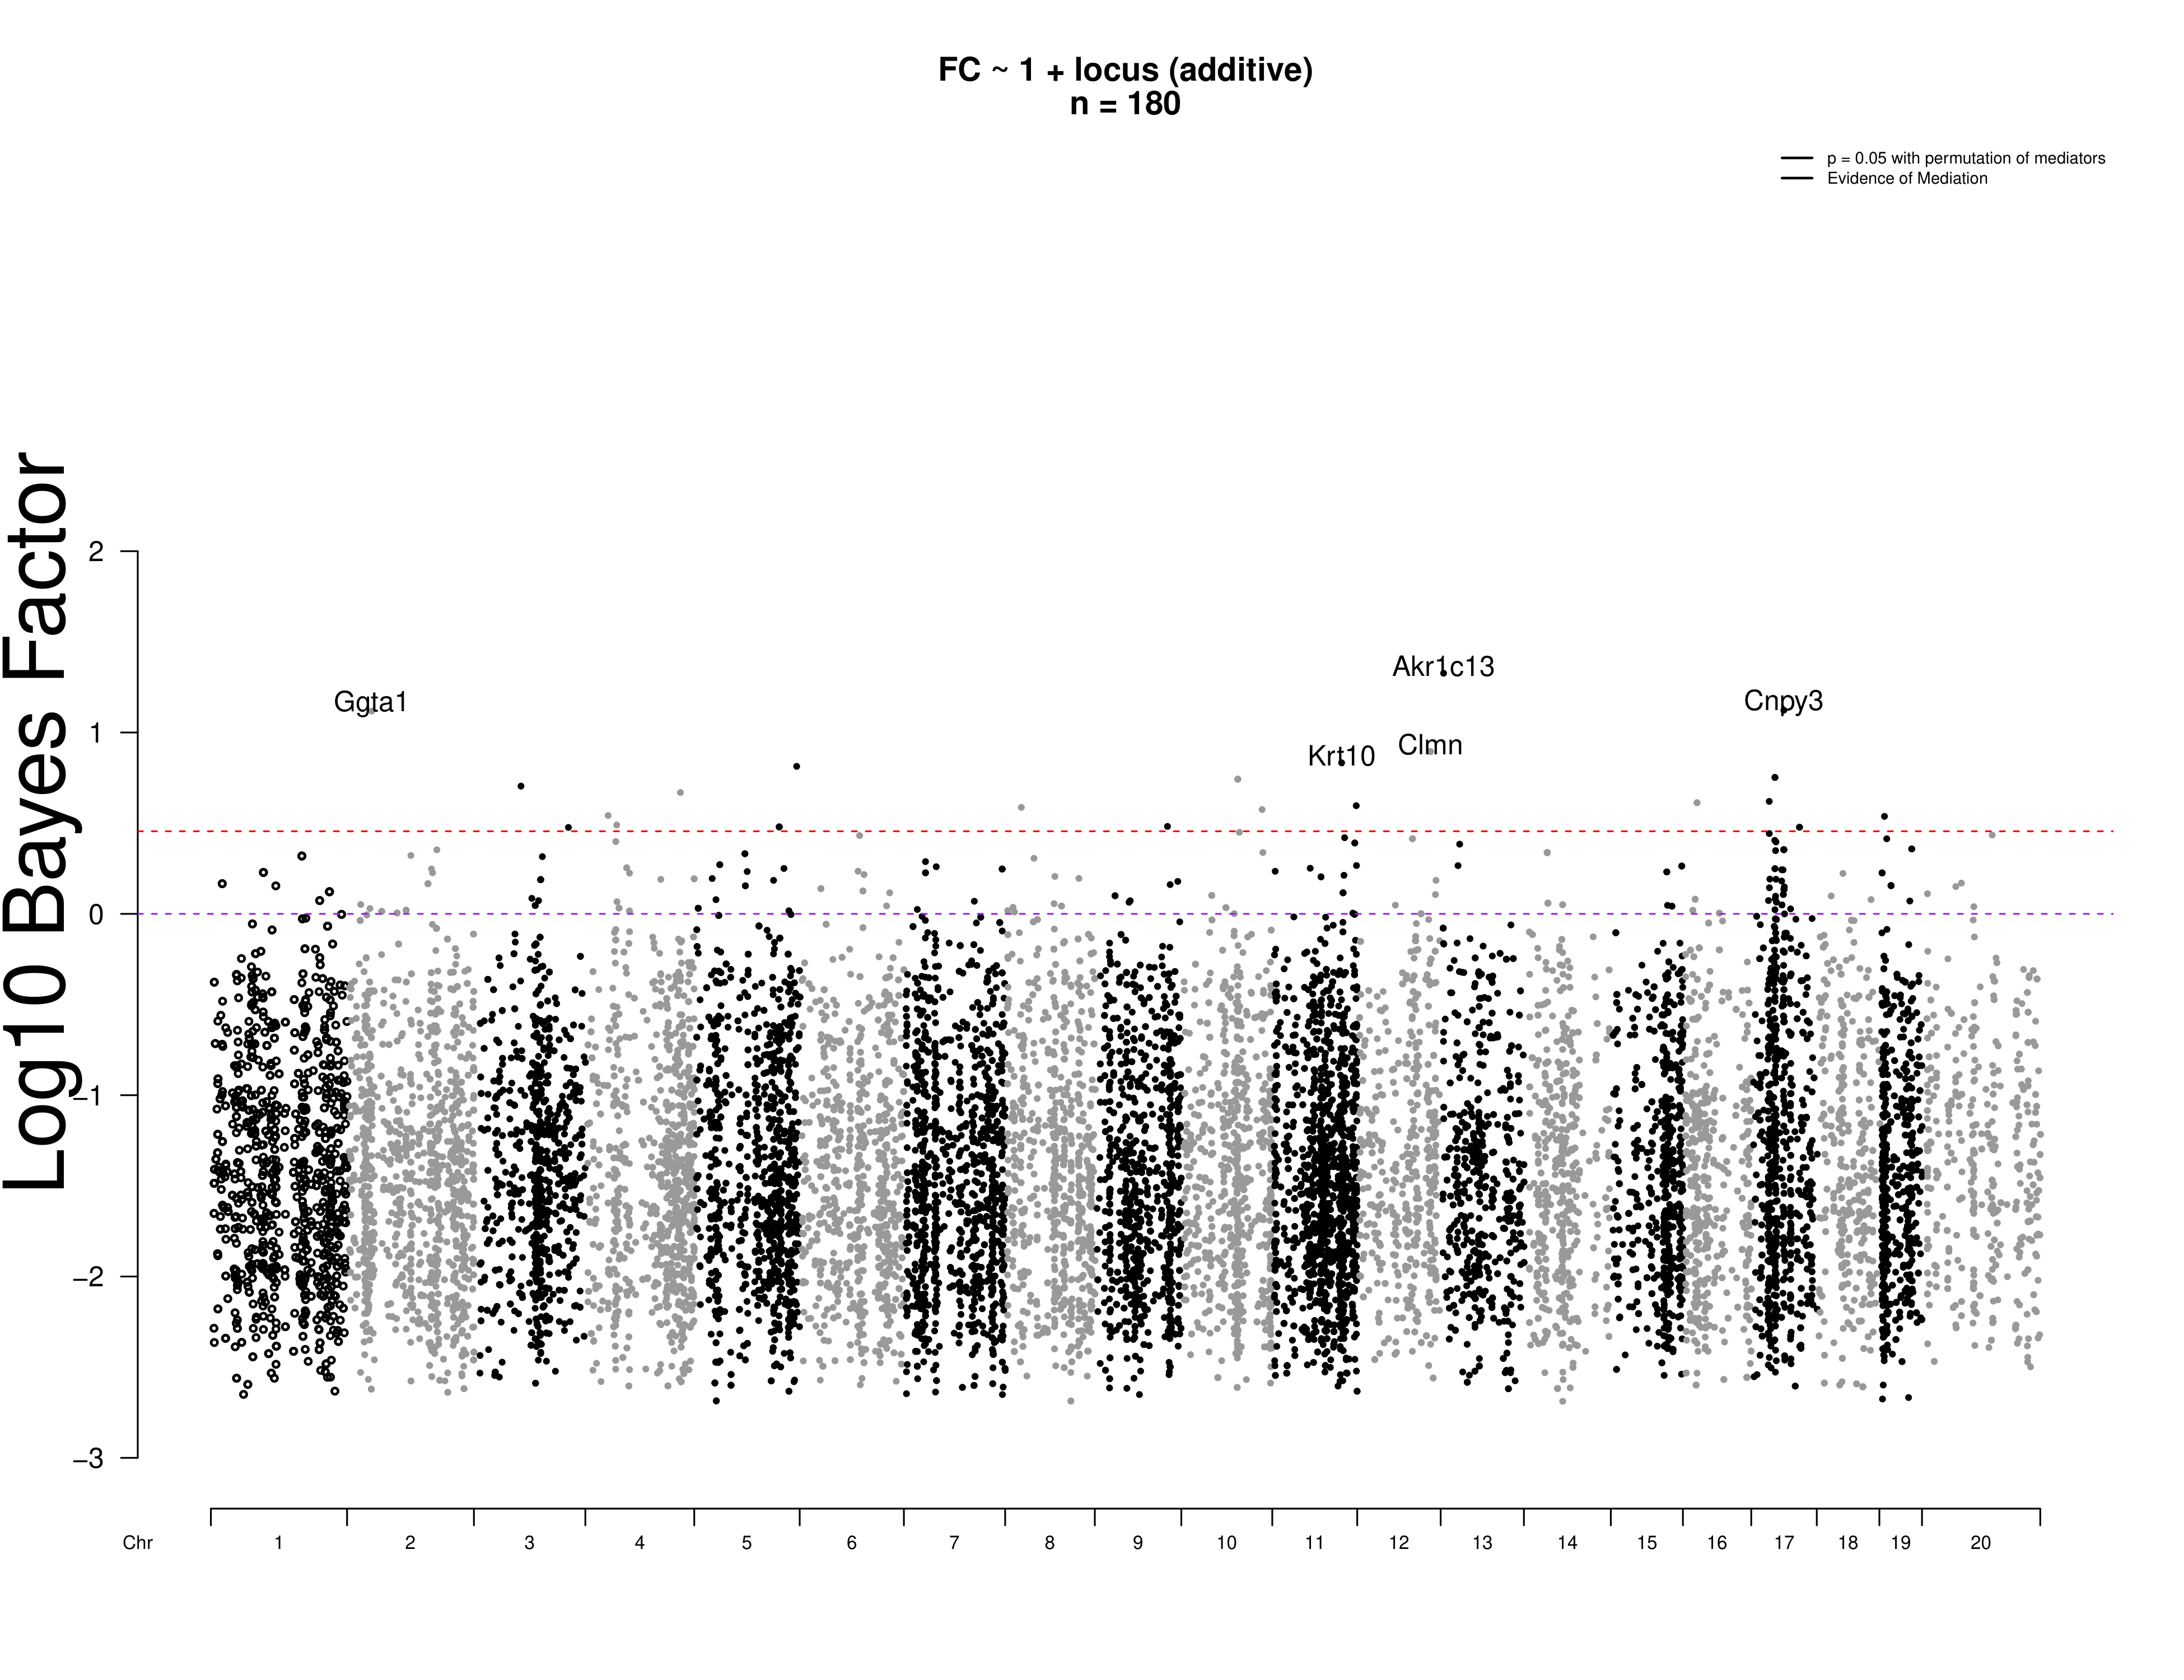 FC ~ 1 + locus (additive)
n = 180
p = 0.05 with permutation of mediators
Evidence of Mediation
Log10 Bayes Factor
2
1
0
−1
−2
−3
Akr1c13
Ggta1
Cnpy3
Clmn
Krt10
Chr 1 2 3 4 5 6 7 8 9 10 11 12 13 14 15 16 17 18 19 20